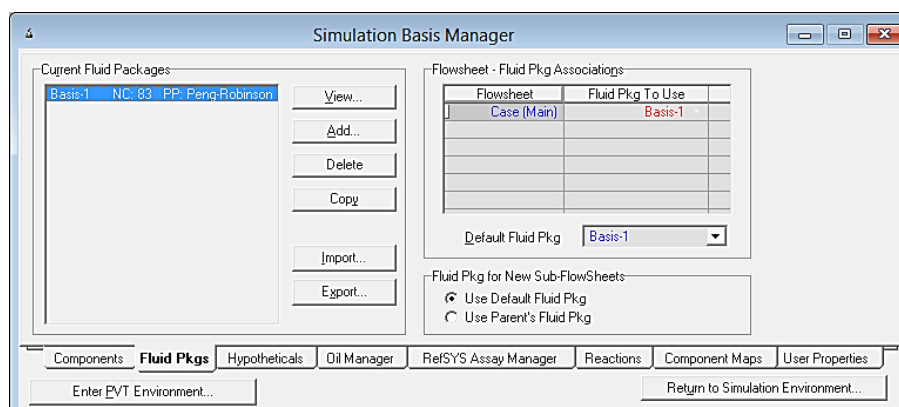 Simulation Basis Manager
Current Fluid Packages
Basis-1 NC: 83 PP: Peng-Robinson
View...
Add...
Delete
Copy
Import...
Export...
Flowsheet - Fluid Pkg Associations
Flowsheet Fluid Pkg To Use
Case (Main) Basis-1
Default Fluid Pkg Basis-1
Fluid Pkg for New Sub-FlowSheets
Use Default Fluid Pkg
Use Parent's Fluid Pkg
Components Fluid Pkgs Hypotheticals Oil Manager RefSYS Assay Manager Reactions Component Maps User Properties
Enter PVT Environment... Return to Simulation Environment...